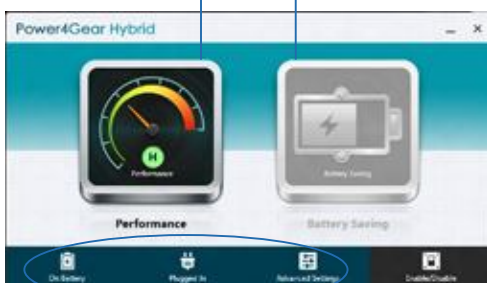 Power4Gear Hybrid
Performance
Battery Saving
Performance
Battery Saving
On Battery
Plugged In
Advanced Settings
Enable/Disable